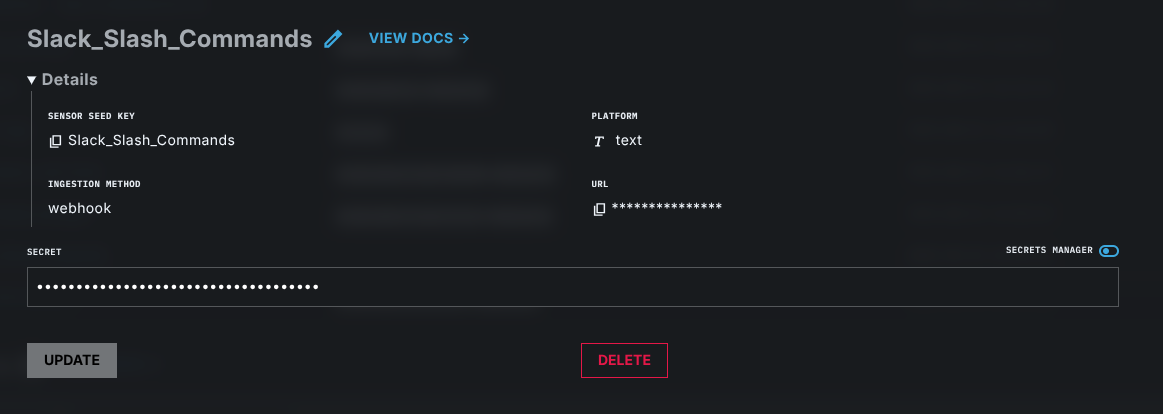 Slack_Slash_Commands
VIEW DOCS →
▼ Details
SENSOR SEED KEY
Slack_Slash_Commands
PLATFORM
text
INGESTION METHOD
webhook
URL
***************
SECRET
SECRETS MANAGER
••••••••••••••••••••••••••••••••••••
UPDATE
DELETE